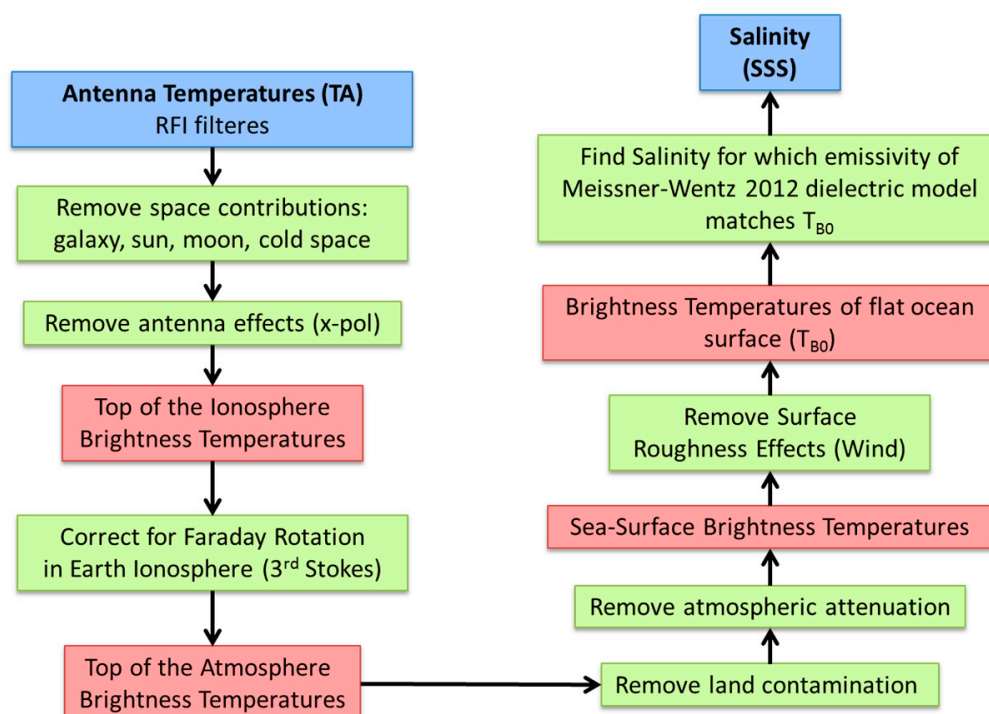 Antenna Temperatures (TA)
RFI filteres
Remove space contributions:
galaxy, sun, moon, cold space
Remove antenna effects (x-pol)
Top of the Ionosphere
Brightness Temperatures
Correct for Faraday Rotation
in Earth Ionosphere (3rd Stokes)
Top of the Atmosphere
Brightness Temperatures
Remove land contamination
Remove atmospheric attenuation
Sea-Surface Brightness Temperatures
Remove Surface
Roughness Effects (Wind)
Brightness Temperatures of flat ocean
surface (TB0)
Find Salinity for which emissivity of
Meissner-Wentz 2012 dielectric model
matches TB0
Salinity
(SSS)